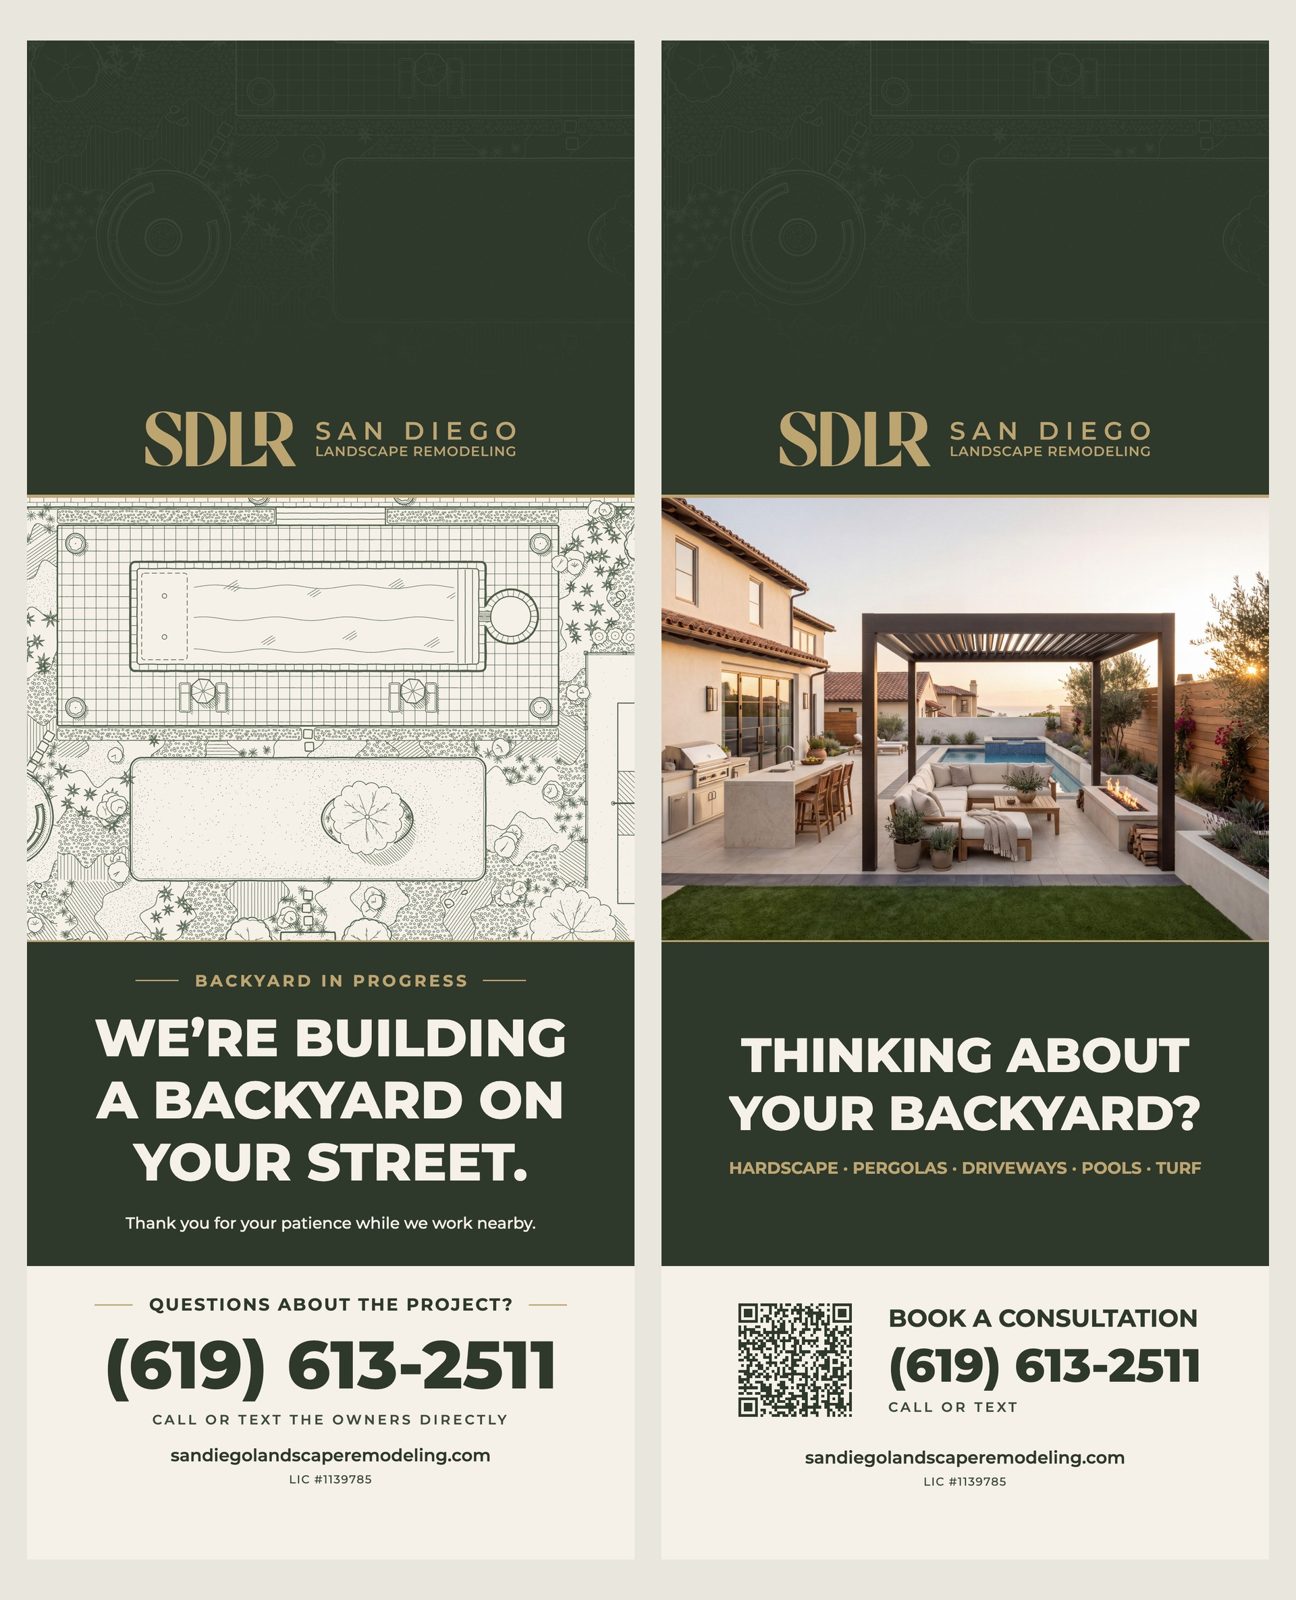 SDLR SAN DIEGO
LANDSCAPE REMODELING
BACKYARD IN PROGRESS
WE’RE BUILDING
A BACKYARD ON
YOUR STREET.
Thank you for your patience while we work nearby.
QUESTIONS ABOUT THE PROJECT?
(619) 613-2511
CALL OR TEXT THE OWNERS DIRECTLY
sandiegolandscaperemodeling.com
LIC #1139785
SDLR SAN DIEGO
LANDSCAPE REMODELING
THINKING ABOUT
YOUR BACKYARD?
HARDSCAPE · PERGOLAS · DRIVEWAYS · POOLS · TURF
BOOK A CONSULTATION
(619) 613-2511
CALL OR TEXT
sandiegolandscaperemodeling.com
LIC #1139785